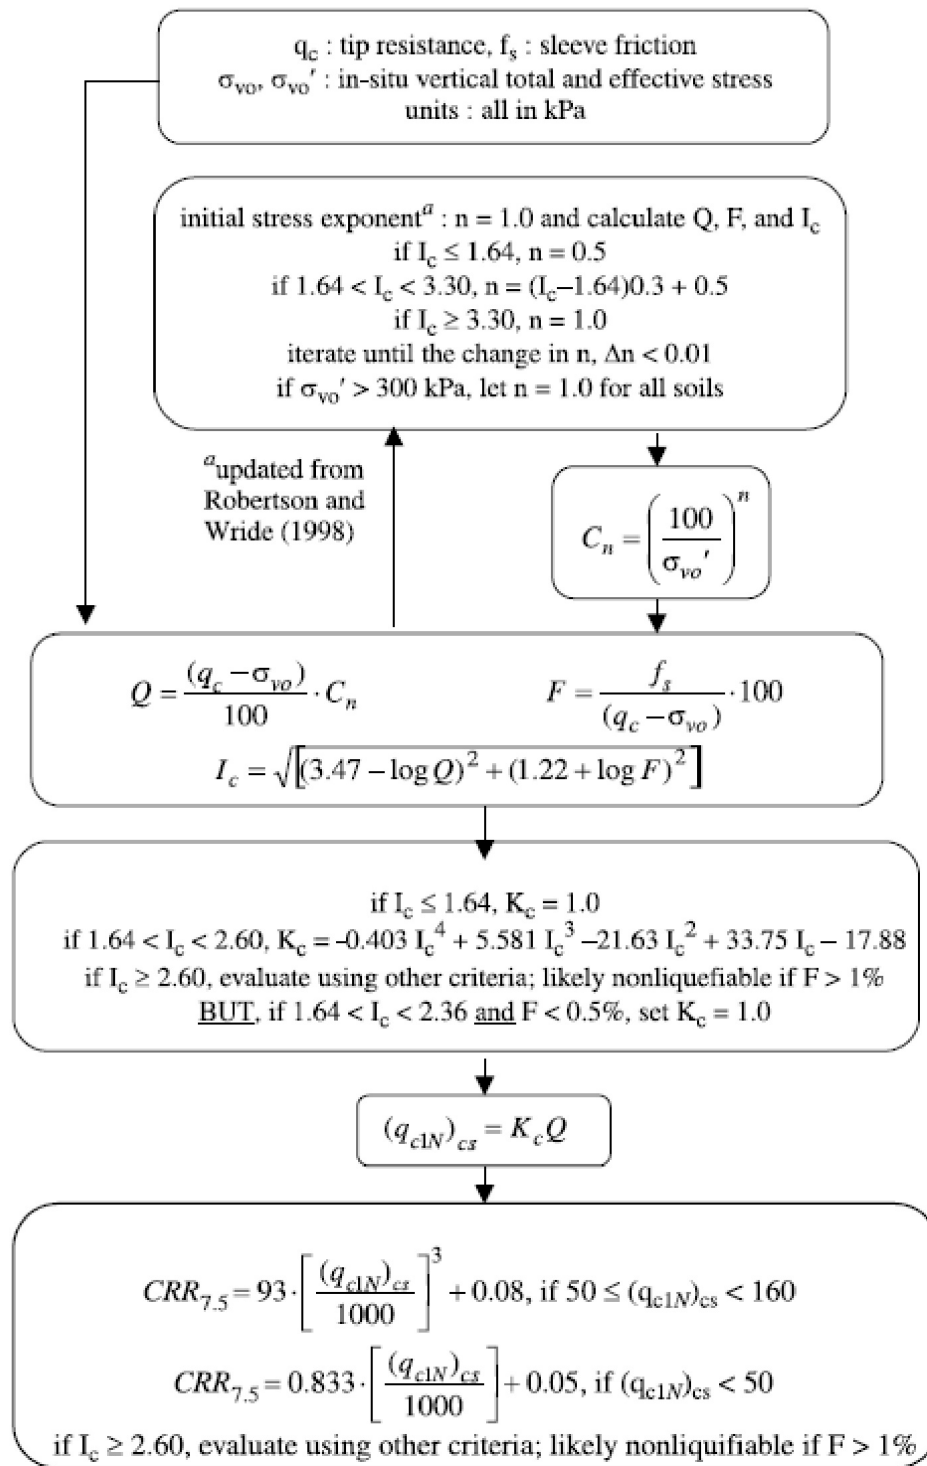 q_c : tip resistance, f_s : sleeve friction
σ_vo, σ_vo′ : in-situ vertical total and effective stress
units : all in kPa
initial stress exponent^a : n = 1.0 and calculate Q, F, and I_c
if I_c ≤ 1.64, n = 0.5
if 1.64 < I_c < 3.30, n = (I_c–1.64)0.3 + 0.5
if I_c ≥ 3.30, n = 1.0
iterate until the change in n, Δn < 0.01
if σ_vo′ > 300 kPa, let n = 1.0 for all soils
^a updated from
Robertson and
Wride (1998)
C_n = (100 / σ_vo′)^n
Q = (q_c – σ_vo) / 100 · C_n
F = f_s / (q_c – σ_vo) · 100
I_c = √[(3.47 – log Q)^2 + (1.22 + log F)^2]
if I_c ≤ 1.64, K_c = 1.0
if 1.64 < I_c < 2.60, K_c = –0.403 I_c^4 + 5.581 I_c^3 –21.63 I_c^2 + 33.75 I_c – 17.88
if I_c ≥ 2.60, evaluate using other criteria; likely nonliquefiable if F > 1%
BUT, if 1.64 < I_c < 2.36 and F < 0.5%, set K_c = 1.0
(q_c1N)_cs = K_c Q
CRR_7.5 = 93 · [(q_c1N)_cs / 1000]^3 + 0.08, if 50 ≤ (q_c1N)_cs < 160
CRR_7.5 = 0.833 · [(q_c1N)_cs / 1000] + 0.05, if (q_c1N)_cs < 50
if I_c ≥ 2.60, evaluate using other criteria; likely nonliquifiable if F > 1%